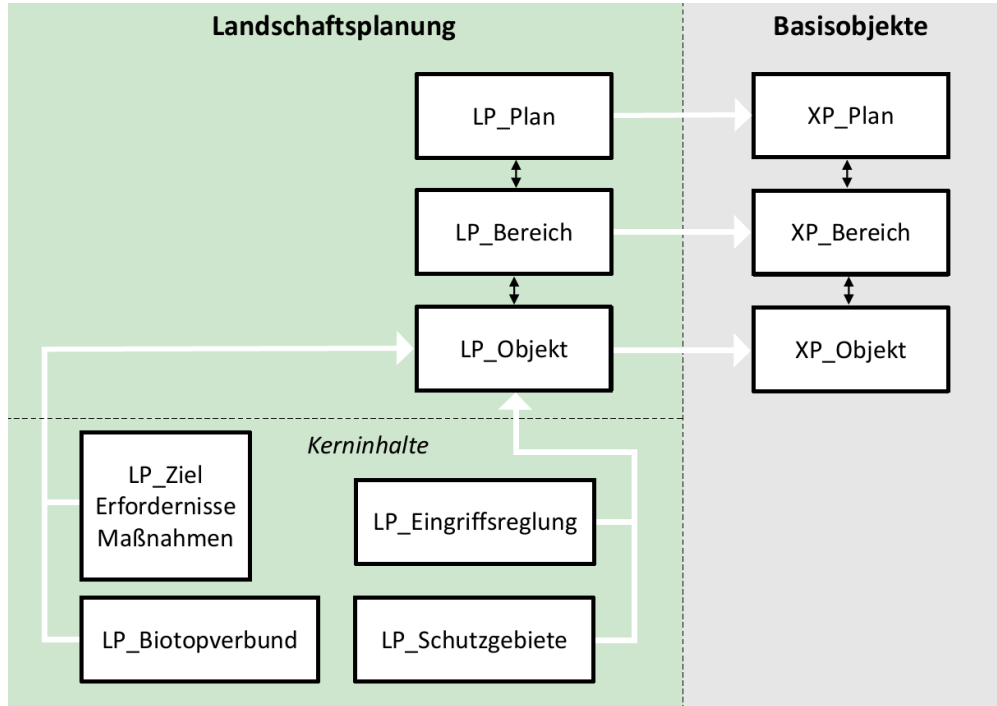 Landschaftsplanung
Basisobjekte
LP_Plan
XP_Plan
LP_Bereich
XP_Bereich
LP_Objekt
XP_Objekt
Kerninhalte
LP_Ziel
Erfordernisse
Maßnahmen
LP_Eingriffsreglung
LP_Biotopverbund
LP_Schutzgebiete